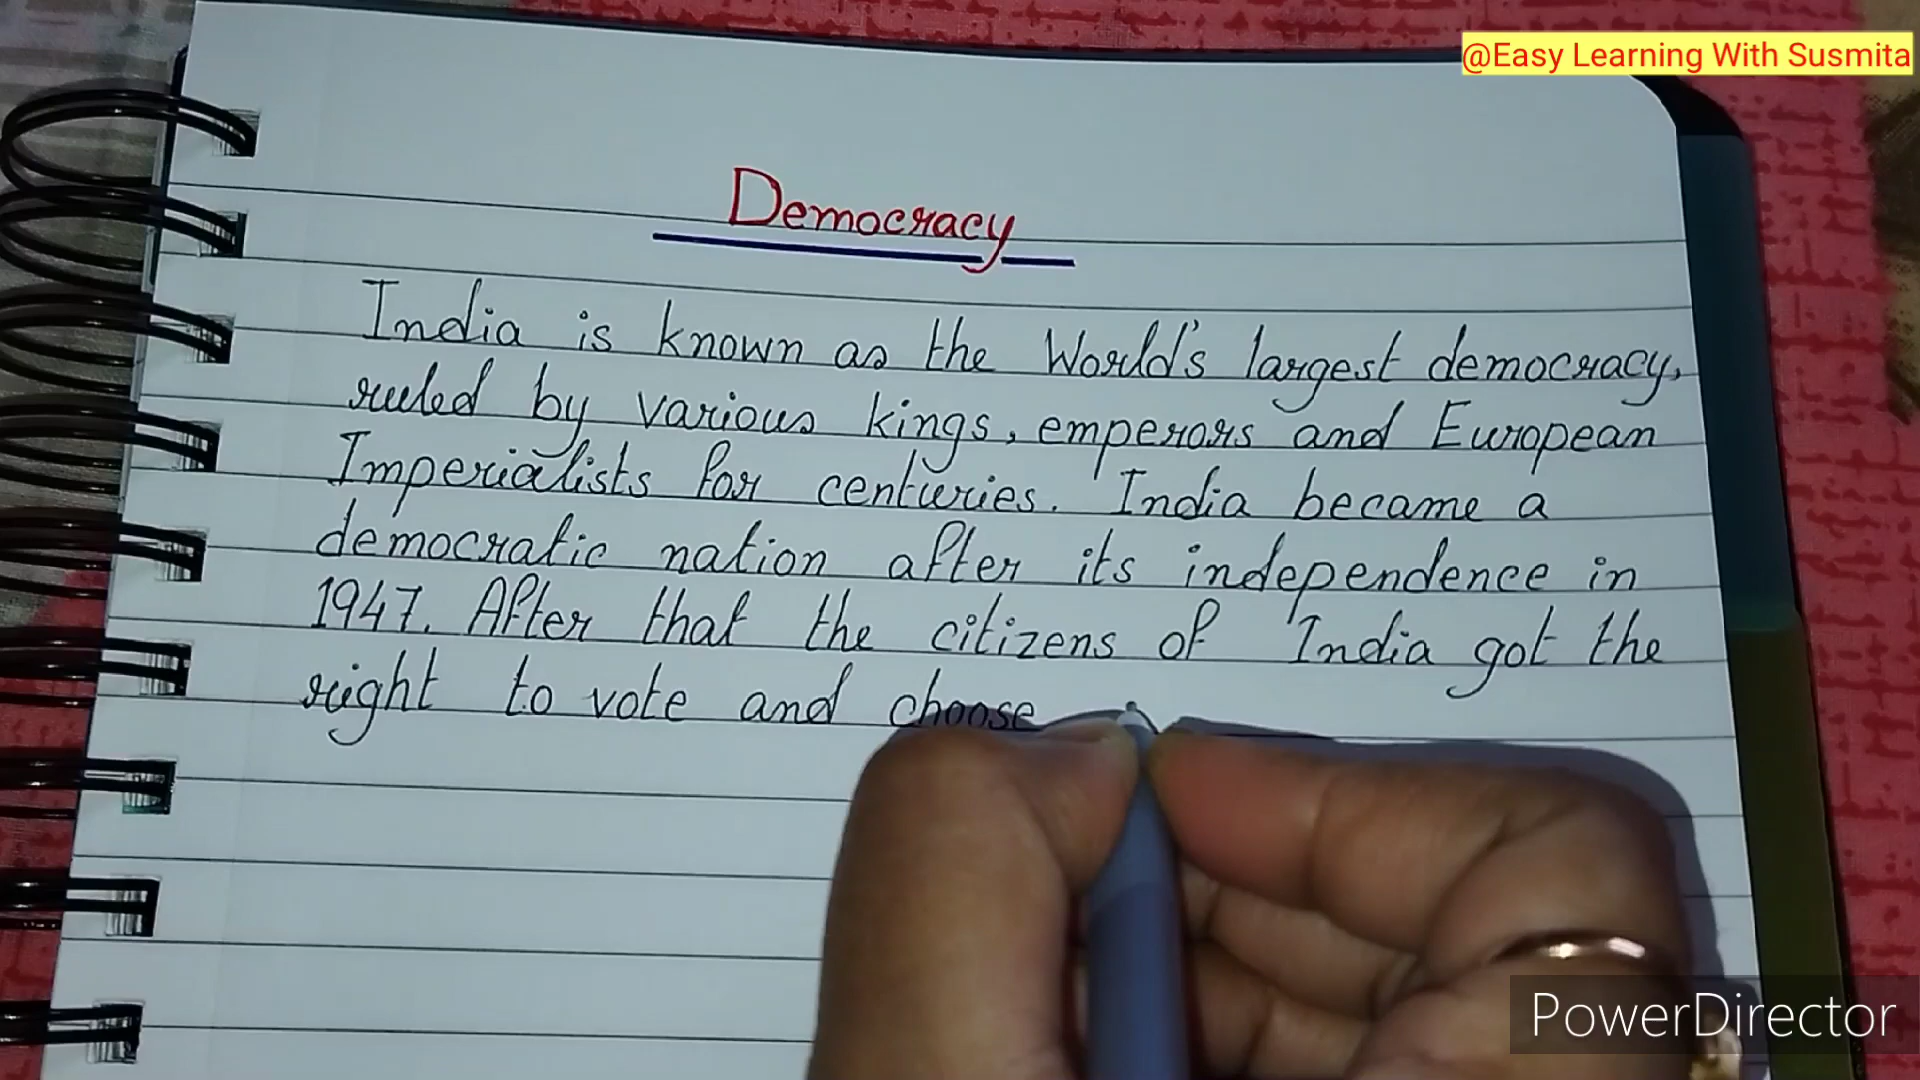 @Easy Learning With Susmita
Democracy
India is known as the World's largest democracy,
ruled by various kings, emperors and European
Imperialists for centuries. India became a
democratic nation after its independence in
1947. After that the citizens of India got the
right to vote and choose
PowerDirector